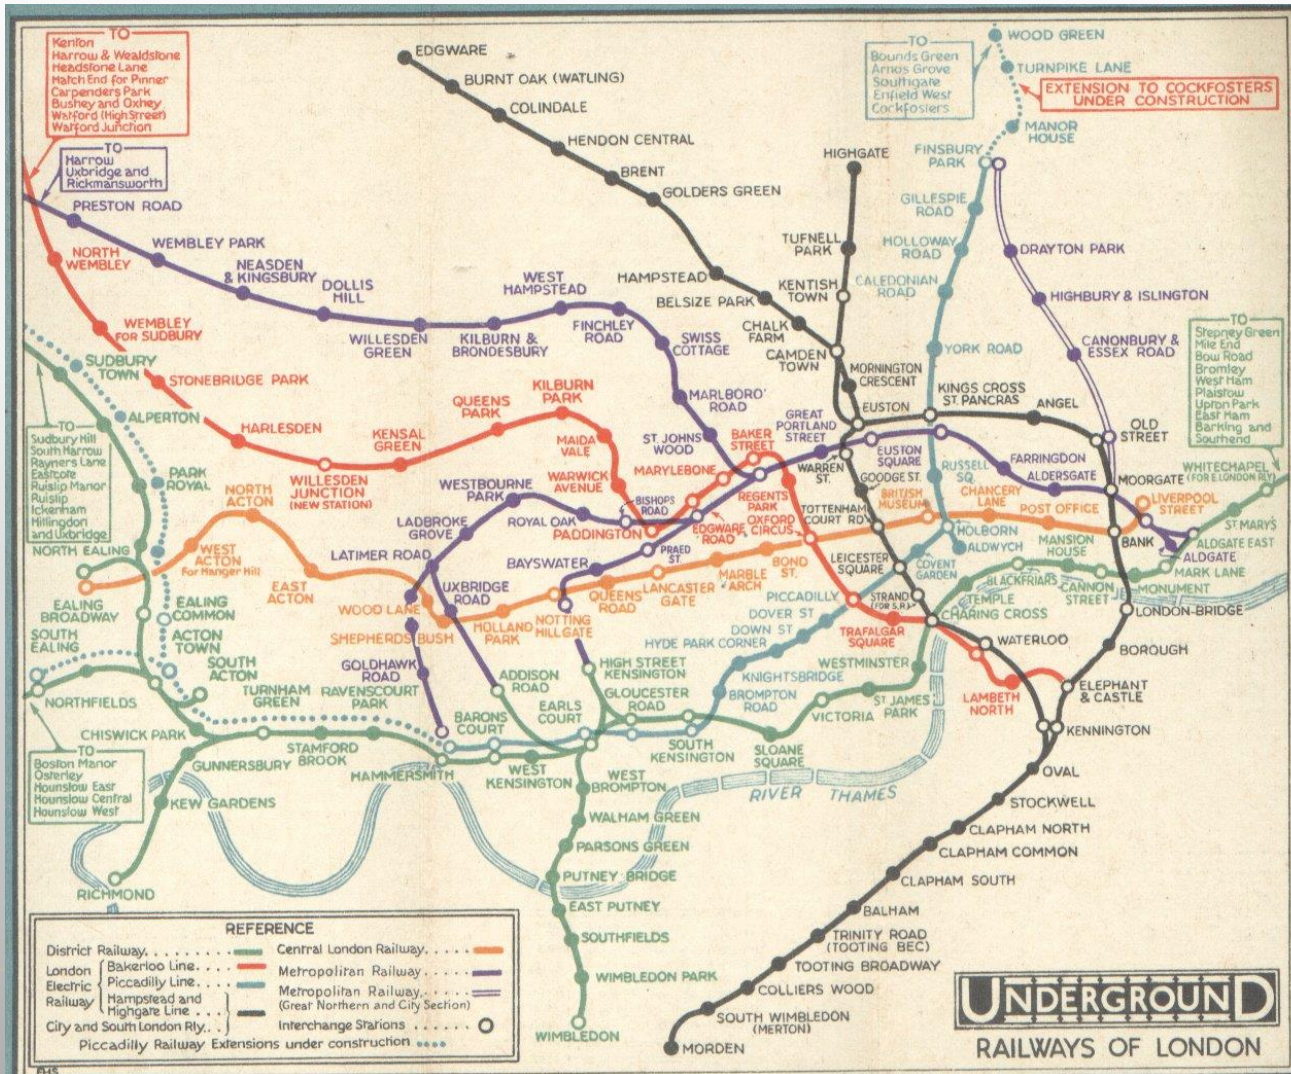 TO
Kenton
Harrow & Wealdstone
Headstone Lane
Hatch End for Pinner
Carpenders Park
Bushey and Oxhey
Watford (High Street)
Watford Junction
TO
Harrow
Uxbridge and
Rickmansworth
EDGWARE
BURNT OAK (WATLING)
COLINDALE
HENDON CENTRAL
BRENT
GOLDERS GREEN
HAMPSTEAD
BELSIZE PARK
CHALK
FARM
CAMDEN
TOWN
MORNINGTON
CRESCENT
HIGHGATE
TUFNELL
PARK
KENTISH
TOWN
TO
Bounds Green
Arnos Grove
Southgate
Enfield West
Cockfosters
WOOD GREEN
TURNPIKE LANE
EXTENSION TO COCKFOSTERS
UNDER CONSTRUCTION
MANOR
HOUSE
FINSBURY
PARK
GILLESPIE
ROAD
HOLLOWAY
ROAD
CALEDONIAN
ROAD
YORK ROAD
KINGS CROSS
ST. PANCRAS
DRAYTON PARK
HIGHBURY & ISLINGTON
CANONBURY &
ESSEX ROAD
OLD
STREET
TO
Stepney Green
Mile End
Bow Road
Bromley
West Ham
Plaistow
Upton Park
East Ham
Barking and
Southend
WHITECHAPEL
(FOR E. LONDON RLY)
PRESTON ROAD
WEMBLEY PARK
NEASDEN
& KINGSBURY
DOLLIS
HILL
WILLESDEN
GREEN
KILBURN &
BRONDESBURY
WEST
HAMPSTEAD
FINCHLEY
ROAD
SWISS
COTTAGE
MARLBORO'
ROAD
ST. JOHNS
WOOD
NORTH
WEMBLEY
WEMBLEY
FOR SUDBURY
STONEBRIDGE PARK
HARLESDEN
WILLESDEN
JUNCTION
(NEW STATION)
KENSAL
GREEN
QUEENS
PARK
KILBURN
PARK
MAIDA
VALE
WARWICK
AVENUE
PADDINGTON
EDGWARE
ROAD
MARYLEBONE
BAKER
STREET
REGENTS
PARK
OXFORD
CIRCUS
PICCADILLY
TRAFALGAR
SQUARE
CHARING CROSS
WATERLOO
LAMBETH
NORTH
ELEPHANT
& CASTLE
SUDBURY
TOWN
ALPERTON
PARK
ROYAL
TO
Sudbury Hill
South Harrow
Rayners Lane
Eastcote
Ruislip Manor
Ruislip
Ickenham
Hillingdon
and Uxbridge
NORTH EALING
EALING
BROADWAY
EALING
COMMON
ACTON
TOWN
SOUTH
ACTON
SOUTH
EALING
NORTHFIELDS
TO
Boston Manor
Osterley
Hounslow East
Hounslow Central
Hounslow West
CHISWICK PARK
TURNHAM
GREEN
GUNNERSBURY
KEW GARDENS
RICHMOND
STAMFORD
BROOK
RAVENSCOURT
PARK
HAMMERSMITH
BARONS
COURT
WEST
KENSINGTON
EARLS
COURT
ADDISON
ROAD
HIGH STREET
KENSINGTON
GLOUCESTER
ROAD
SOUTH
KENSINGTON
SLOANE
SQUARE
VICTORIA
ST JAMES
PARK
WESTMINSTER
NORTH
ACTON
WEST
ACTON
For Hanger Hill
EAST
ACTON
WOOD LANE
SHEPHERDS BUSH
HOLLAND
PARK
NOTTING
HILL GATE
QUEENS
ROAD
LANCASTER
GATE
MARBLE
ARCH
BOND
ST.
TOTTENHAM
COURT RD
BRITISH
MUSEUM
CHANCERY
LANE
POST OFFICE
BANK
LIVERPOOL
STREET
WESTBOURNE
PARK
ROYAL OAK
BISHOPS
ROAD
LADBROKE
GROVE
LATIMER ROAD
UXBRIDGE
ROAD
GOLDHAWK
ROAD
BAYSWATER
PRAED
ST.
GREAT
PORTLAND
STREET
EUSTON
SQUARE
FARRINGDON
ALDERSGATE
MOORGATE
ALDGATE
EUSTON
ANGEL
WARREN
ST.
GOODGE ST.
LEICESTER
SQUARE
STRAND
(FOR S.R.)
RUSSELL
SQ.
HOLBORN
ALDWYCH
COVENT
GARDEN
DOVER ST
DOWN ST
HYDE PARK CORNER
KNIGHTSBRIDGE
BROMPTON
ROAD
TEMPLE
BLACKFRIARS
MANSION
HOUSE
CANNON
STREET
MONUMENT
MARK LANE
ALDGATE EAST
ST MARY'S
LONDON BRIDGE
BOROUGH
KENNINGTON
OVAL
STOCKWELL
CLAPHAM NORTH
CLAPHAM COMMON
CLAPHAM SOUTH
BALHAM
TRINITY ROAD
(TOOTING BEC)
TOOTING BROADWAY
COLLIERS WOOD
SOUTH WIMBLEDON
(MERTON)
MORDEN
RIVER THAMES
WEST
BROMPTON
WALHAM GREEN
PARSONS GREEN
PUTNEY BRIDGE
EAST PUTNEY
SOUTHFIELDS
WIMBLEDON PARK
WIMBLEDON
REFERENCE
District Railway
London Electric Railway
Bakerloo Line
Piccadilly Line
Hampstead and
Highgate Line
City and South London Rly.
Central London Railway
Metropolitan Railway
Metropolitan Railway
(Great Northern and City Section)
Interchange Stations
Piccadilly Railway Extensions under construction
UNDERGROUND
RAILWAYS OF LONDON